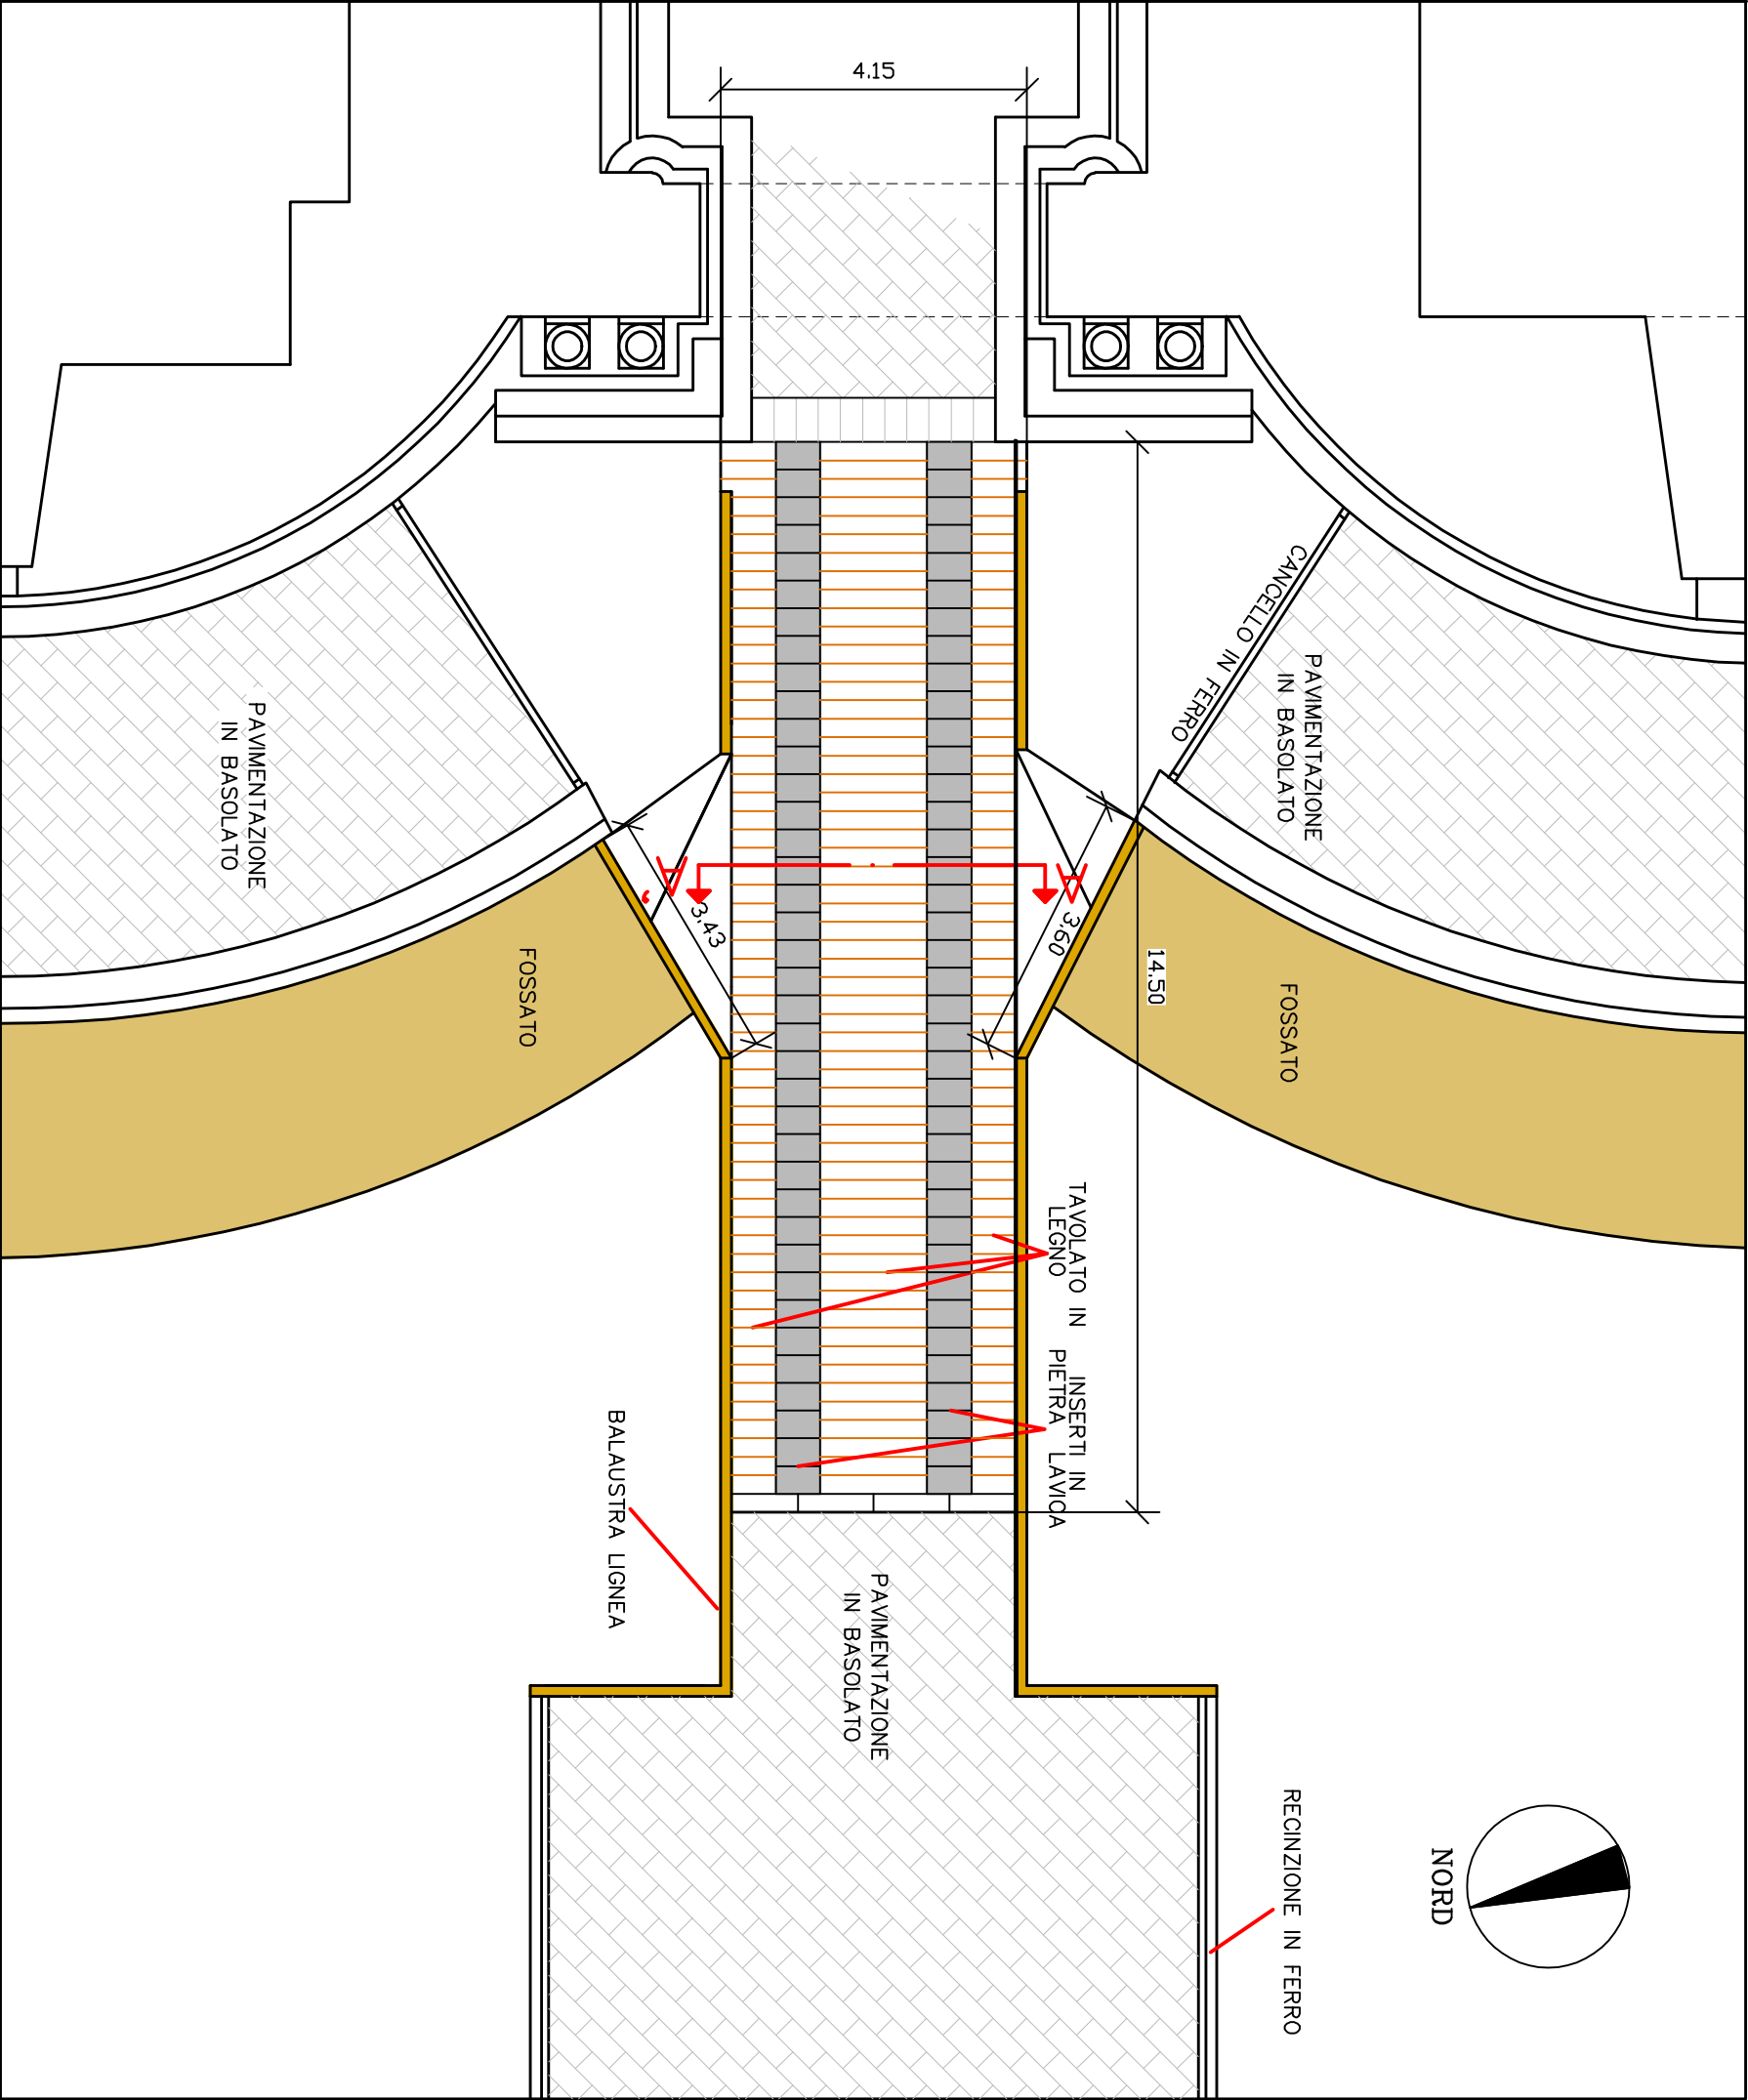 4.15
CANCELLO IN FERRO
PAVIMENTAZIONE
IN BASOLATO
PAVIMENTAZIONE
IN BASOLATO
A
A'
3.43
3.60
14.50
FOSSATO
FOSSATO
TAVOLATO IN
LEGNO
INSERTI IN
PIETRA LAVICA
BALAUSTRA LIGNEA
PAVIMENTAZIONE
IN BASOLATO
RECINZIONE IN FERRO
NORD